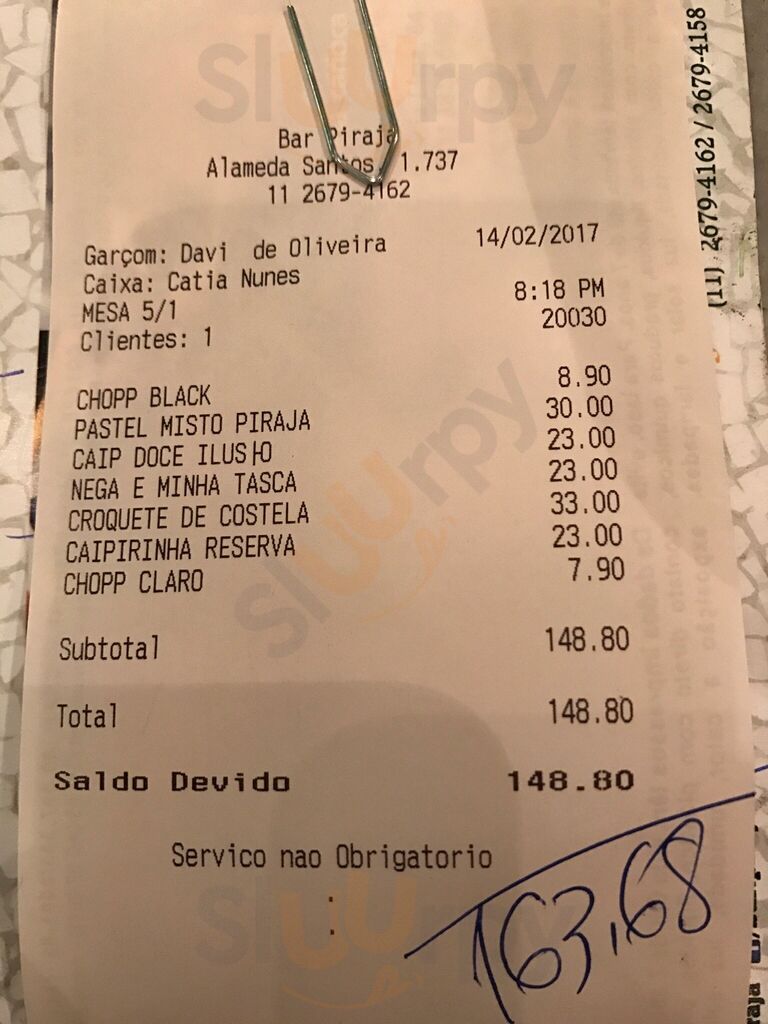 Slurpy
Bar Piraja
Alameda Santos, 1.737
11 2679-4162
Garçom: Davi de Oliveira 14/02/2017
Caixa: Catia Nunes
MESA 5/1 8:18 PM
Clientes: 1 20030
CHOPP BLACK 8.90
PASTEL MISTO PIRAJA 30.00
CAIP DOCE 23.00
NEGA E MINHA TASCA 23.00
CROQUETE DE COSTELA 33.00
CAIPIRINHA RESERVA 23.00
CHOPP CLARO 7.90
Subtotal 148.80
Total 148.80
Saldo Devido 148.80
Servico nao Obrigatorio
:
163,68
(11) 2679-4162 / 2679-4158
Slurpy
Slurpy